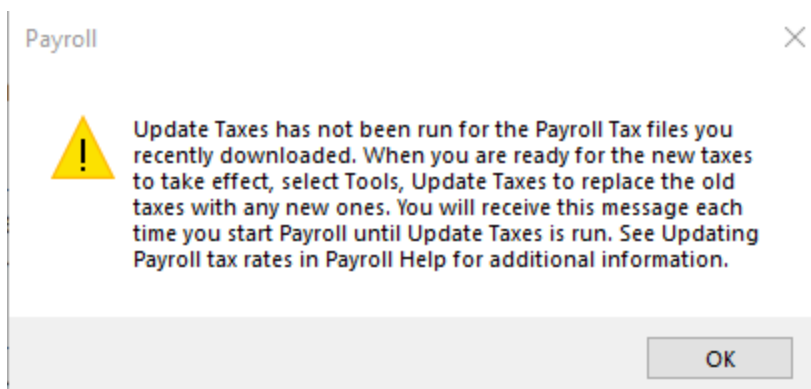 Payroll
Update Taxes has not been run for the Payroll Tax files you
recently downloaded. When you are ready for the new taxes
to take effect, select Tools, Update Taxes to replace the old
taxes with any new ones. You will receive this message each
time you start Payroll until Update Taxes is run. See Updating
Payroll tax rates in Payroll Help for additional information.
OK